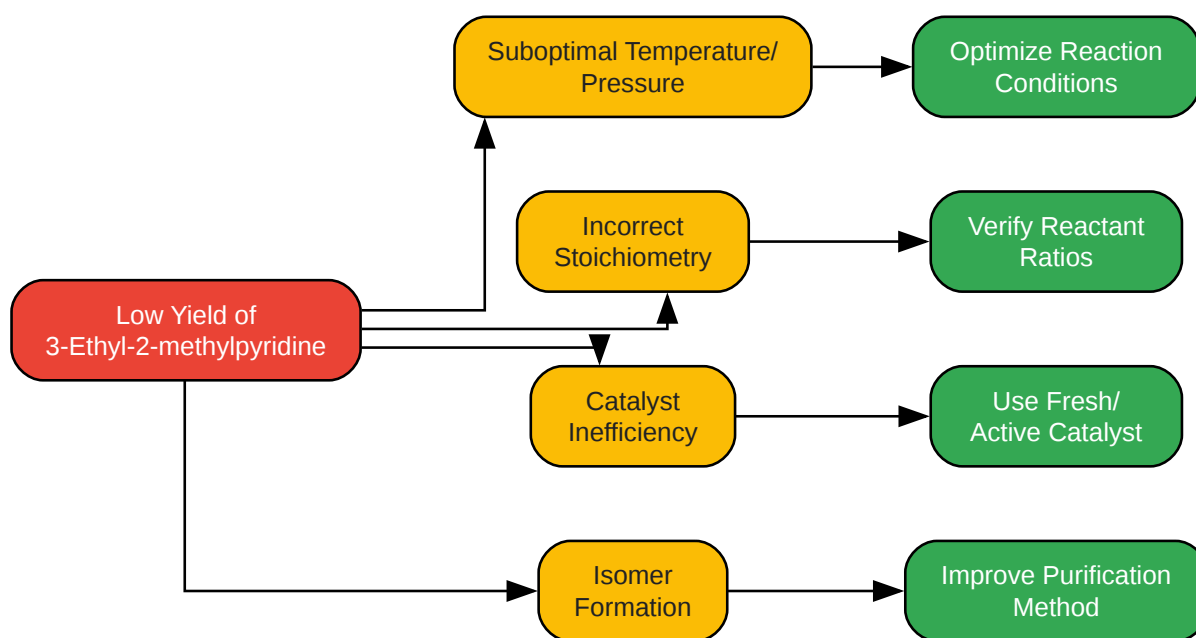 Suboptimal Temperature/
Pressure
Optimize Reaction
Conditions
Incorrect
Stoichiometry
Verify Reactant
Ratios
Low Yield of
3-Ethyl-2-methylpyridine
Catalyst
Inefficiency
Use Fresh/
Active Catalyst
Isomer
Formation
Improve Purification
Method